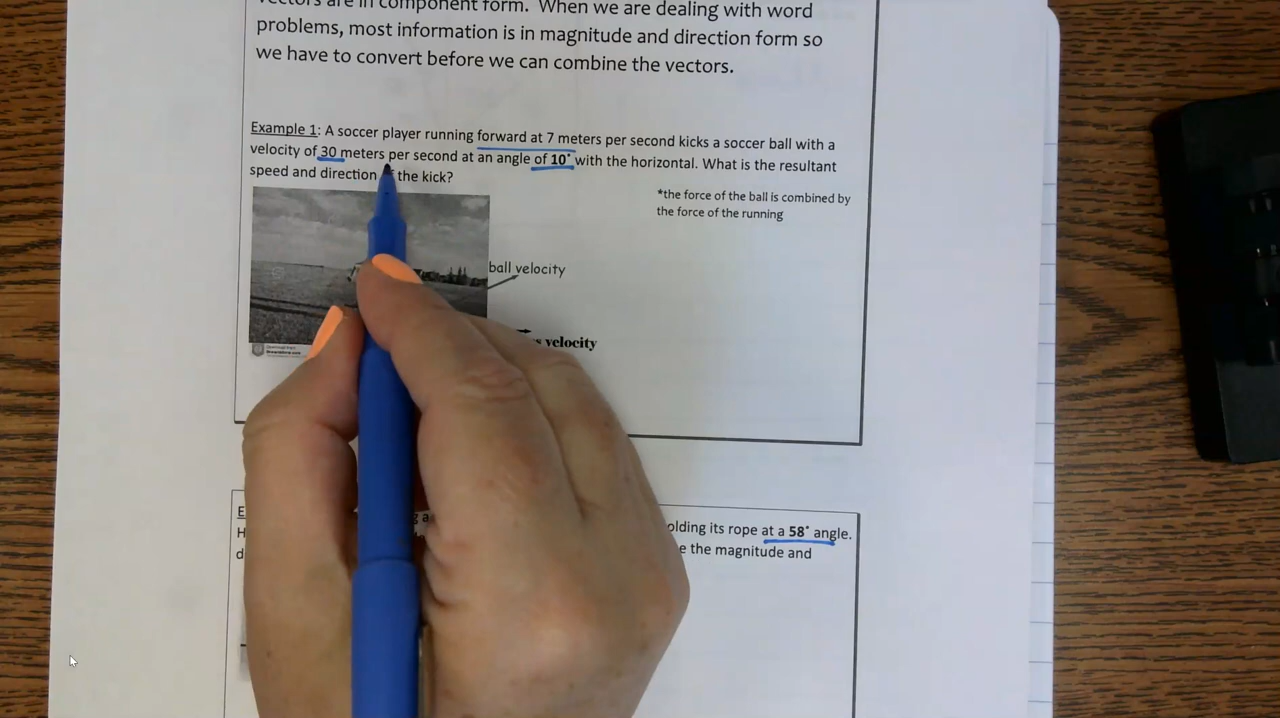 vectors are in component form. When we are dealing with word
problems, most information is in magnitude and direction form so
we have to convert before we can combine the vectors.
Example 1: A soccer player running forward at 7 meters per second kicks a soccer ball with a
velocity of 30 meters per second at an angle of 10° with the horizontal. What is the resultant
speed and direction of the kick?
*the force of the ball is combined by
the force of the running
ball velocity
velocity
olding its rope at a 58° angle.
e the magnitude and